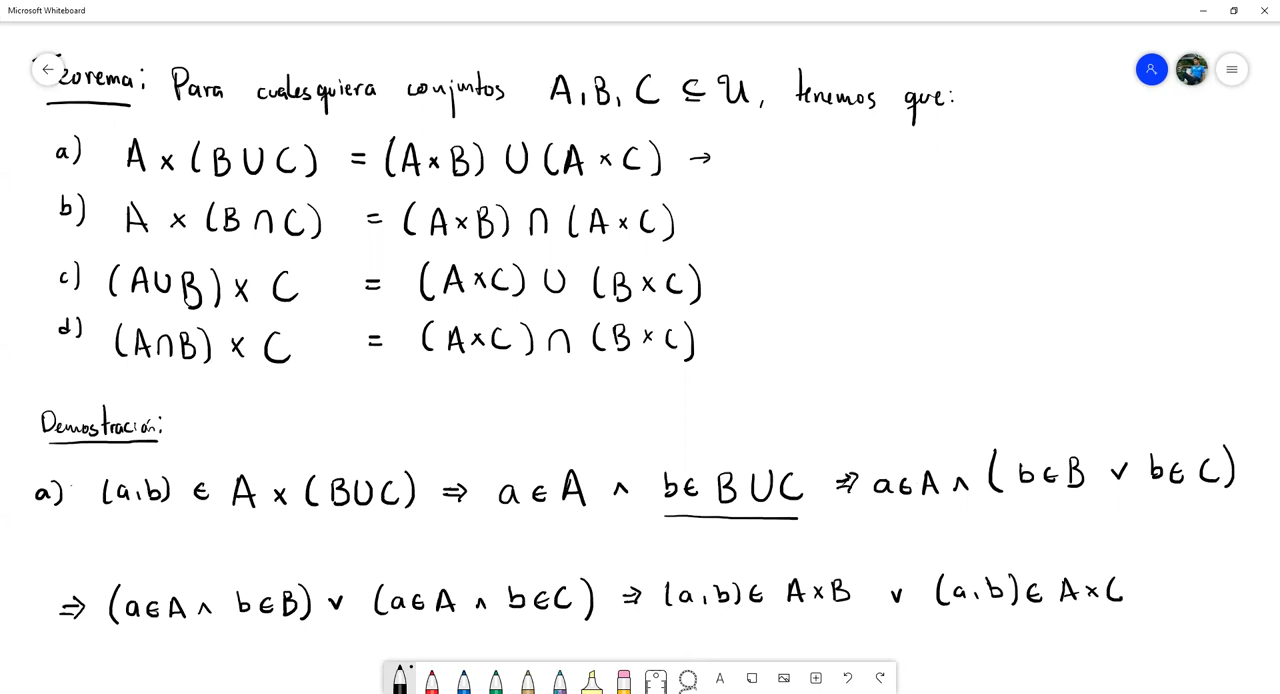 Microsoft Whiteboard
Teorema: Para cualesquiera conjuntos A, B, C ⊆ U, tenemos que:
a) A × (B ∪ C) = (A × B) ∪ (A × C) →
b) A × (B ∩ C) = (A × B) ∩ (A × C)
c) (A ∪ B) × C = (A × C) ∪ (B × C)
d) (A ∩ B) × C = (A × C) ∩ (B × C)
Demostración:
a) (a,b) ∈ A × (B ∪ C) ⇒ a ∈ A ∧ b ∈ B ∪ C ⇒ a ∈ A ∧ (b ∈ B ∨ b ∈ C)
⇒ (a ∈ A ∧ b ∈ B) ∨ (a ∈ A ∧ b ∈ C) ⇒ (a,b) ∈ A × B ∨ (a,b) ∈ A × C